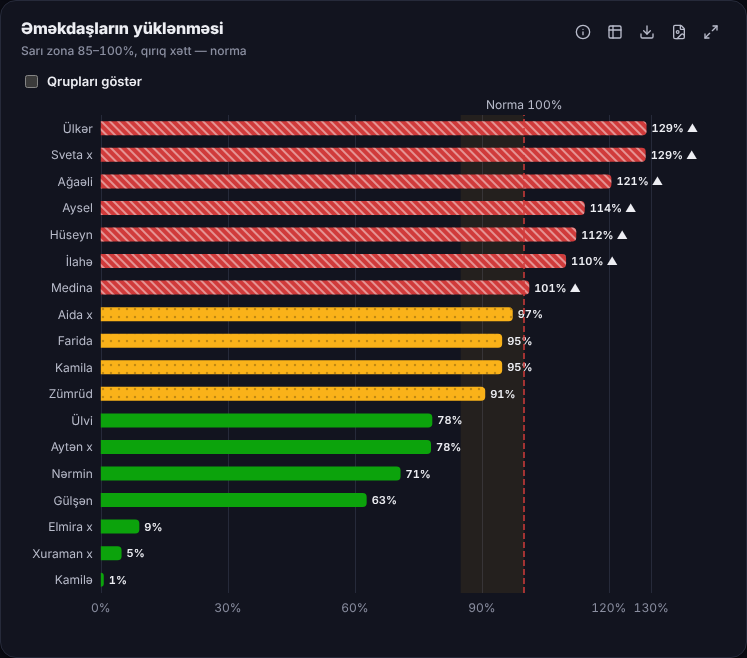 Əməkdaşların yüklənməsi
Sarı zona 85–100%, qırıq xətt — norma
Qrupları göstər
Norma 100%
Ülkər 129% ▲
Sveta x 129% ▲
Ağaəli 121% ▲
Aysel 114% ▲
Hüseyn 112% ▲
İlahə 110% ▲
Medina 101% ▲
Aida x 97%
Farida 95%
Kamila 95%
Zümrüd 91%
Ülvi 78%
Aytən x 78%
Nərmin 71%
Gülşən 63%
Elmira x 9%
Xuraman x 5%
Kamilə 1%
0% 30% 60% 90% 120% 130%